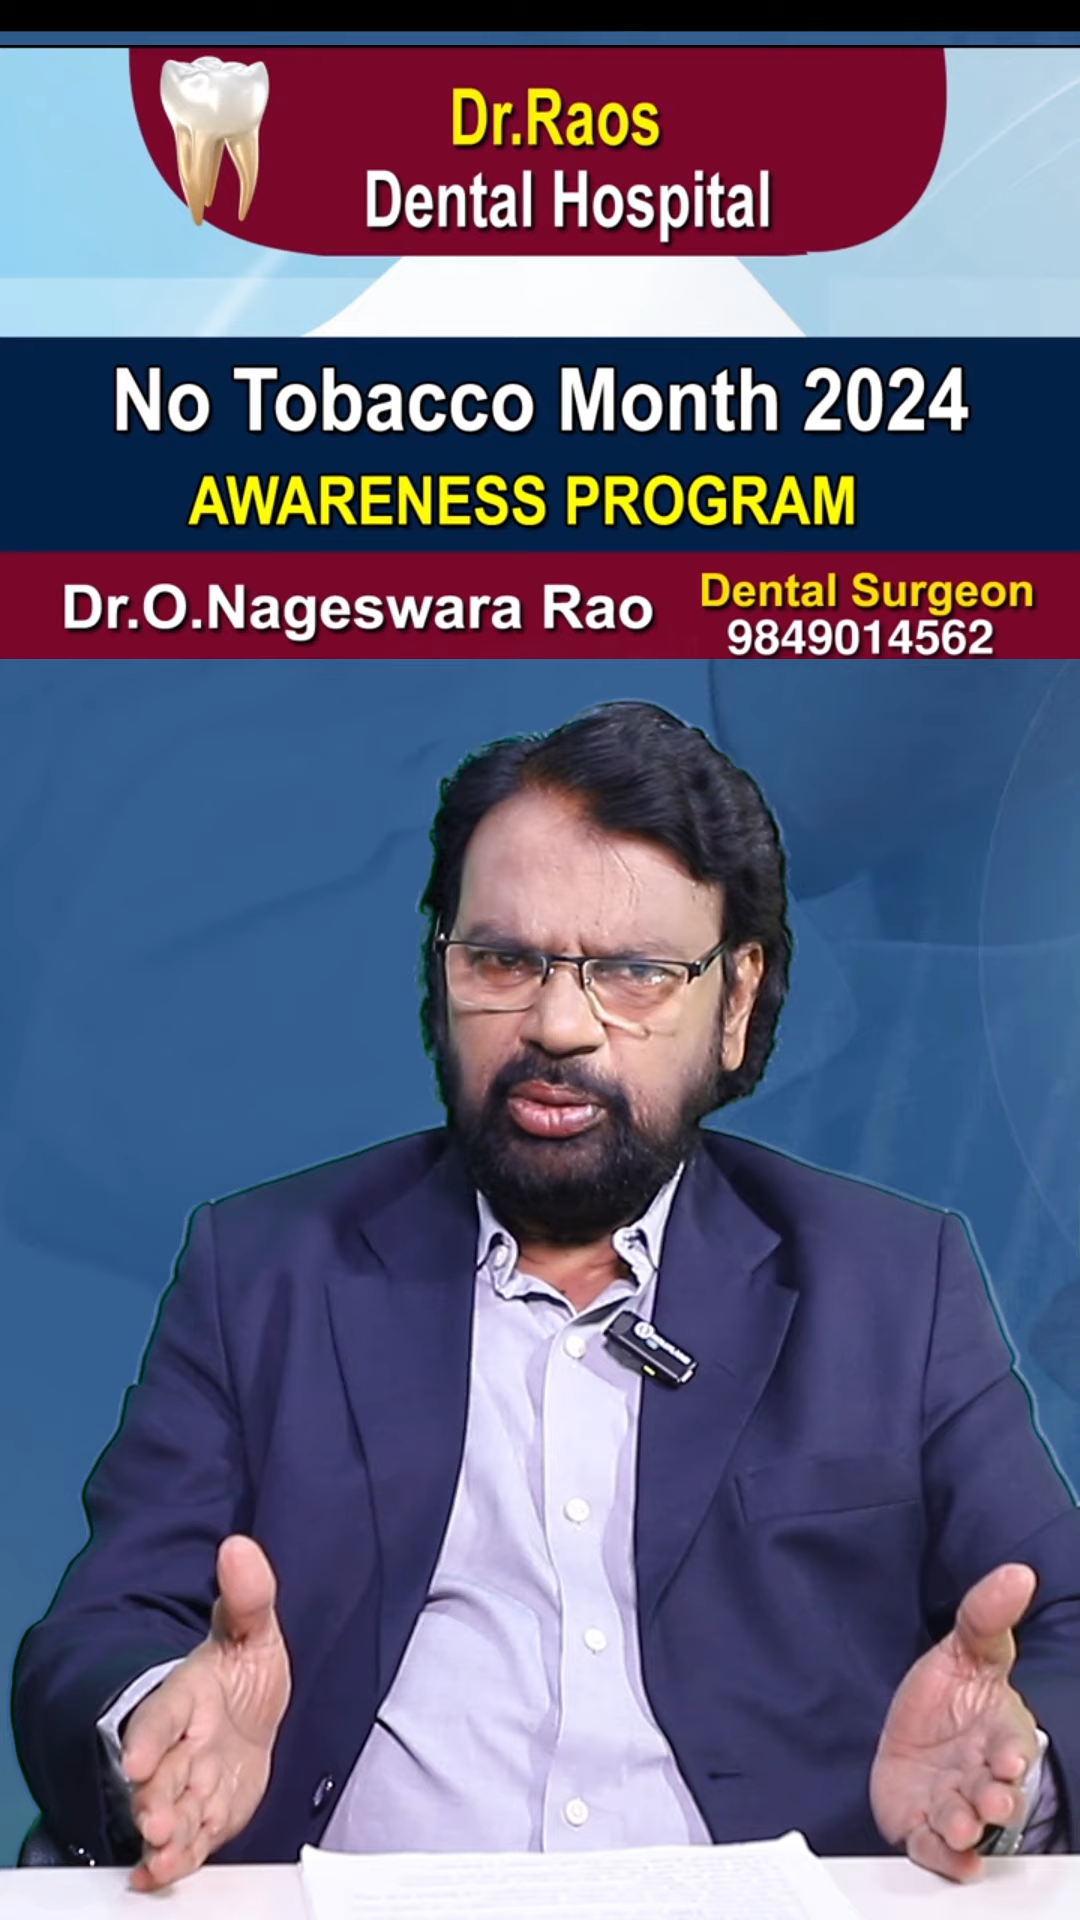 Dr.Raos
Dental Hospital
No Tobacco Month 2024
AWARENESS PROGRAM
Dr.O.Nageswara Rao
Dental Surgeon
9849014562